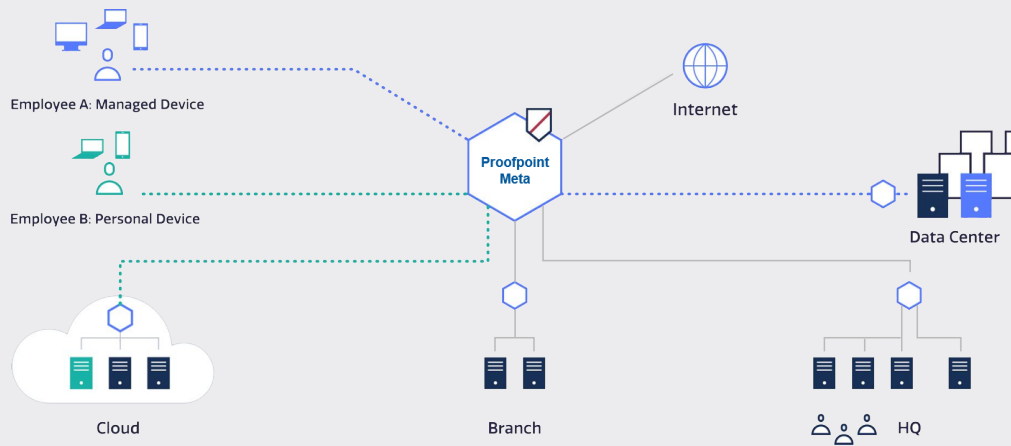 Employee A: Managed Device
Internet
Proofpoint
Meta
Employee B: Personal Device
Data Center
Cloud
Branch
HQ